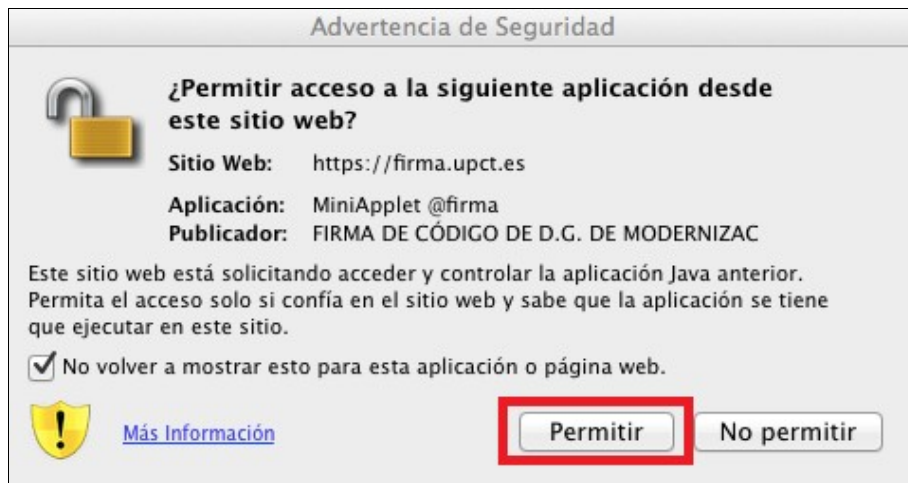 Advertencia de Seguridad
¿Permitir acceso a la siguiente aplicación desde
este sitio web?
Sitio Web: https://firma.upct.es
Aplicación: MiniApplet @firma
Publicador: FIRMA DE CÓDIGO DE D.G. DE MODERNIZAC
Este sitio web está solicitando acceder y controlar la aplicación Java anterior.
Permita el acceso solo si confía en el sitio web y sabe que la aplicación se tiene
que ejecutar en este sitio.
No volver a mostrar esto para esta aplicación o página web.
Más Información Permitir No permitir